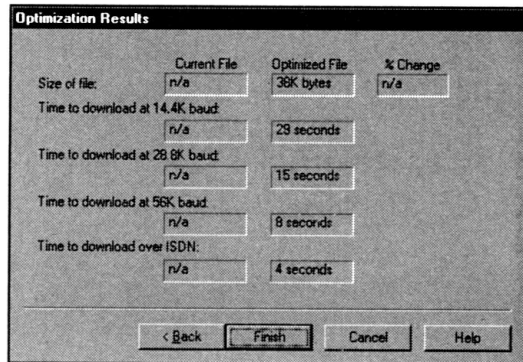 Optimization Results
Current File Optimized File % Change
Size of file: n/a 38K bytes n/a
Time to download at 14.4K baud:
n/a 29 seconds
Time to download at 28.8K baud:
n/a 15 seconds
Time to download at 56K baud:
n/a 8 seconds
Time to download over ISDN:
n/a 4 seconds
< Back Finish Cancel Help